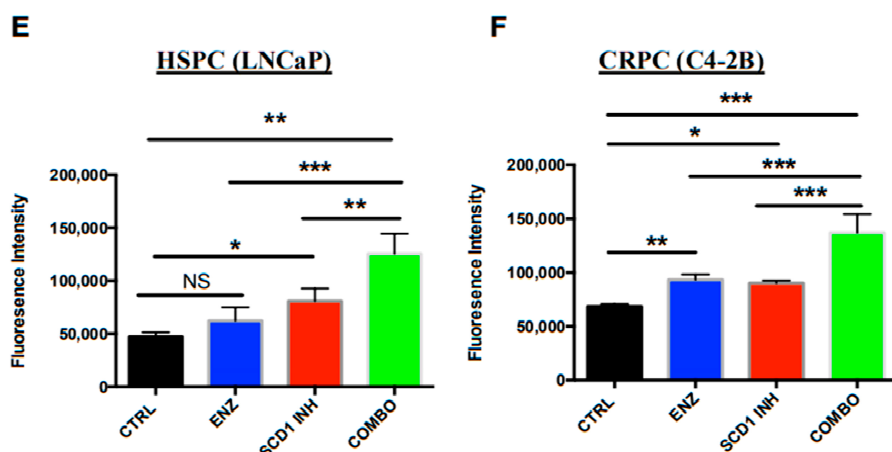 E
HSPC (LNCaP)
**
***
**
*
NS
200,000
150,000
100,000
50,000
0
Fluoresence Intensity
CTRL
ENZ
SCD1 INH
COMBO
F
CRPC (C4-2B)
***
*
***
***
**
200,000
150,000
100,000
50,000
0
Fluoresence Intensity
CTRL
ENZ
SCD1 INH
COMBO